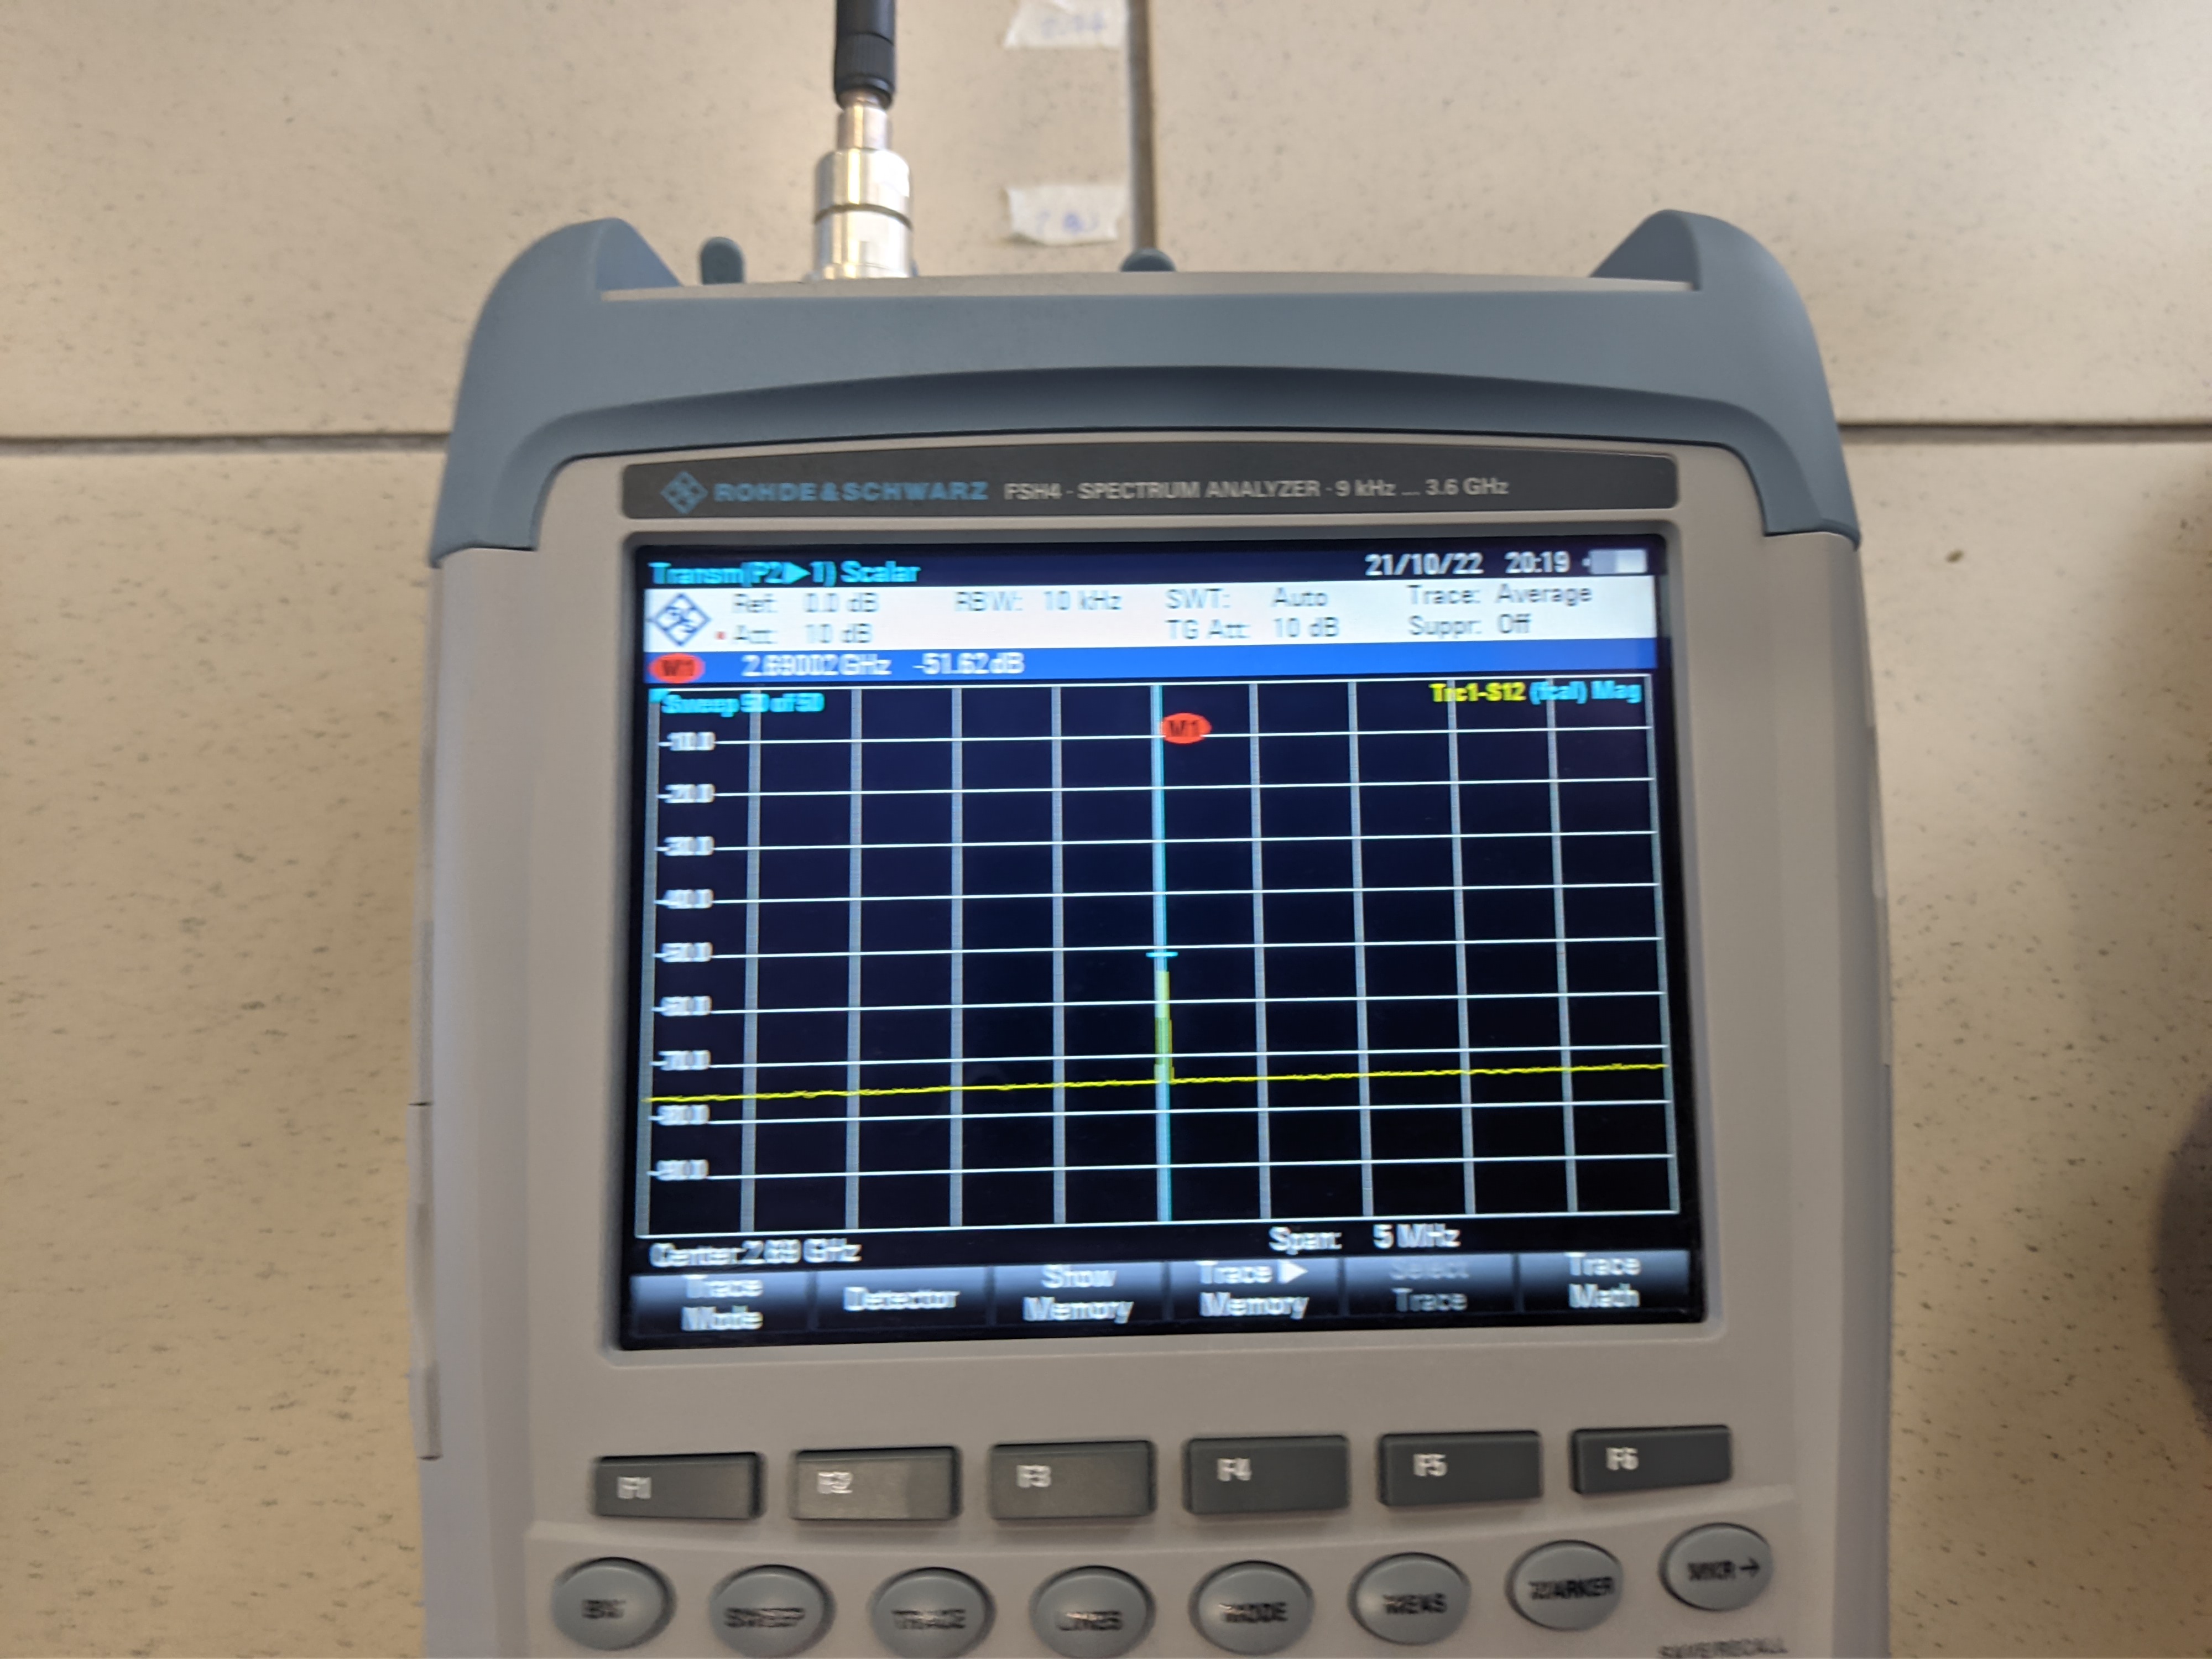 ROHDE&SCHWARZ FSH4 - SPECTRUM ANALYZER - 9 kHz ... 3.6 GHz
Transm(P2▶1) Scalar 21/10/22 20:19
Ref: 0.0 dB RBW: 10 kHz SWT: Auto Trace: Average
Att: 10 dB TG Att: 10 dB Suppr: Off
M1 2.69002 GHz -51.62 dB
Sweep 50 of 50 Trc1-S12 (fcal) Mag
M1
-10.0
-20.0
-30.0
-40.0
-50.0
-60.0
-70.0
-80.0
-90.0
Center: 2.69 GHz Span: 5 MHz
Trace Mode
Detector
Show Memory
Trace ▶ Memory
Select Trace
Trace Math
F1 F2 F3 F4 F5 F6
BW SWEEP TRACE LINES MODE MEAS MARKER MKR→
SAVE/RECALL